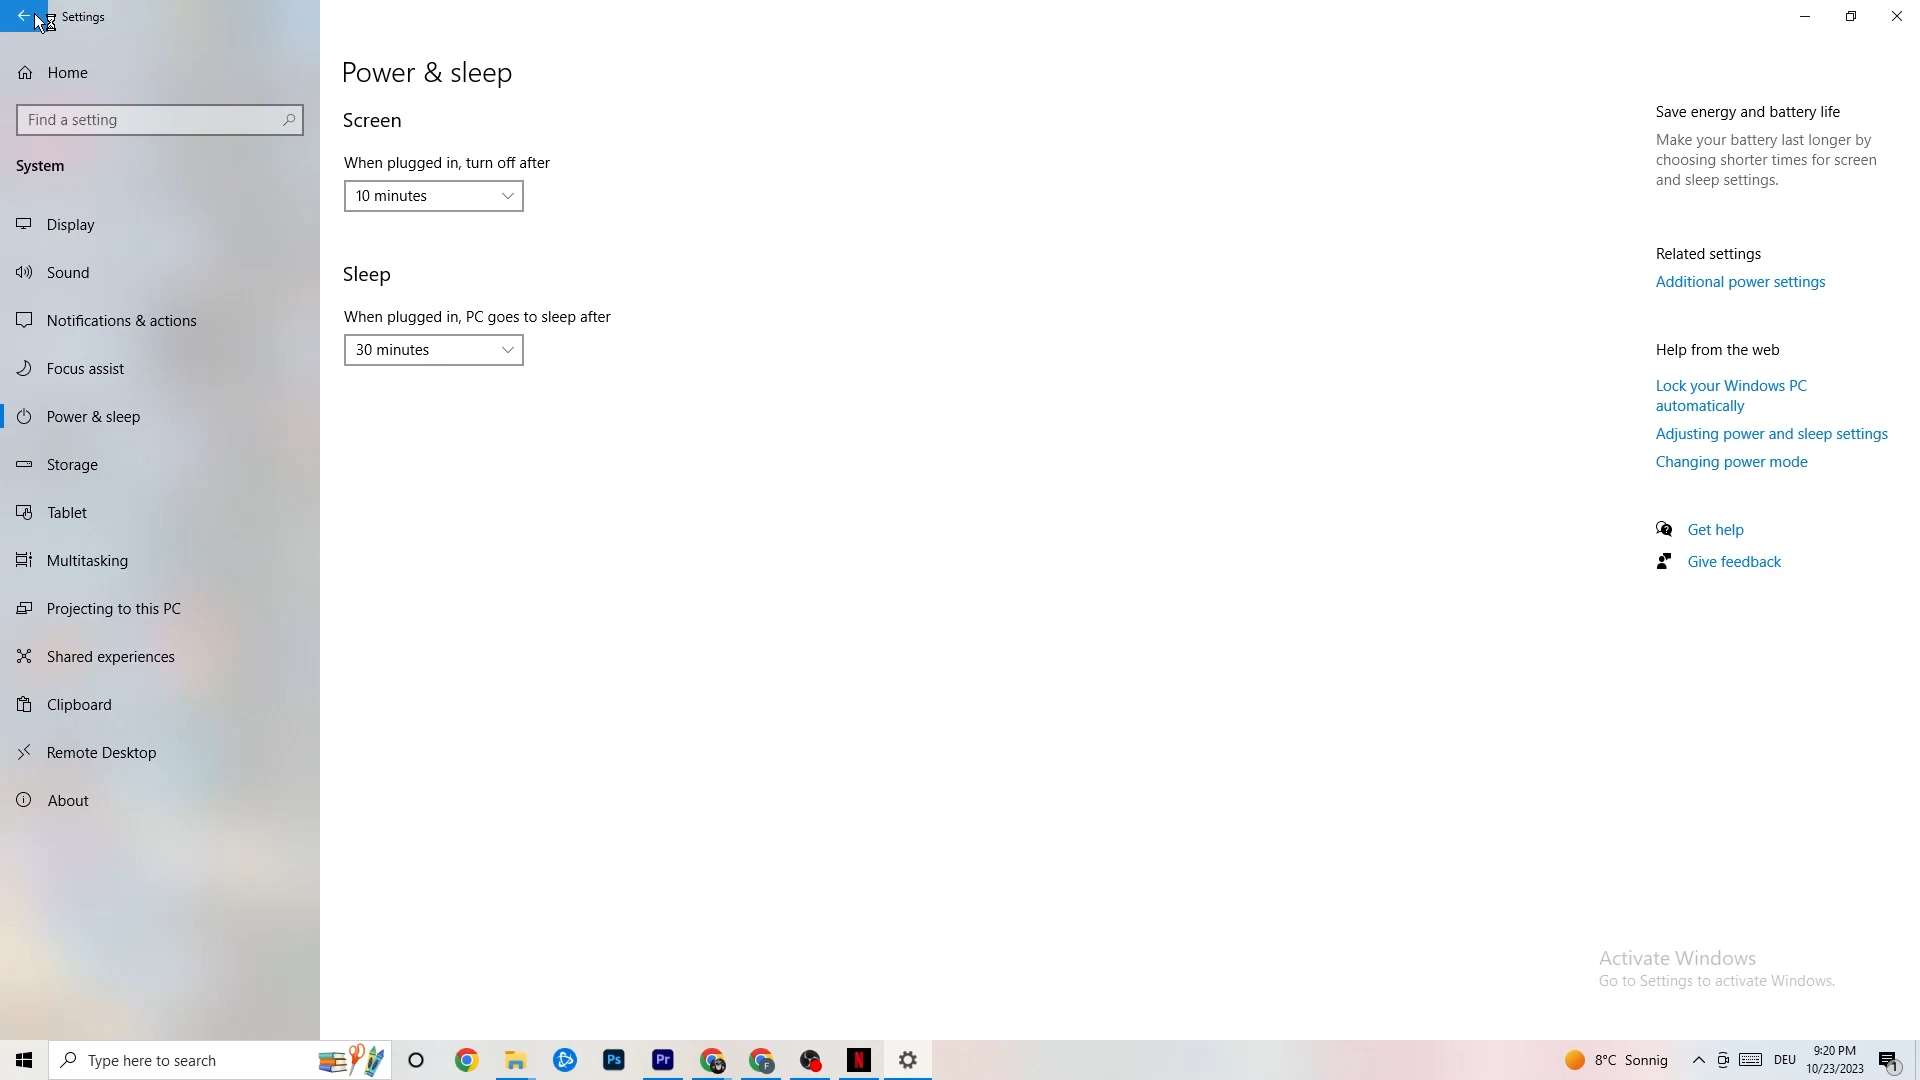 Settings
Home
Find a setting
System
Display
Sound
Notifications & actions
Focus assist
Power & sleep
Storage
Tablet
Multitasking
Projecting to this PC
Shared experiences
Clipboard
Remote Desktop
About
Power & sleep
Screen
When plugged in, turn off after
10 minutes
Sleep
When plugged in, PC goes to sleep after
30 minutes
Save energy and battery life
Make your battery last longer by
choosing shorter times for screen
and sleep settings.
Related settings
Additional power settings
Help from the web
Lock your Windows PC
automatically
Adjusting power and sleep settings
Changing power mode
Get help
Give feedback
Activate Windows
Go to Settings to activate Windows.
Type here to search
Ps
Pr
F
N
8°C Sonnig
DEU
9:20 PM
10/23/2023
1